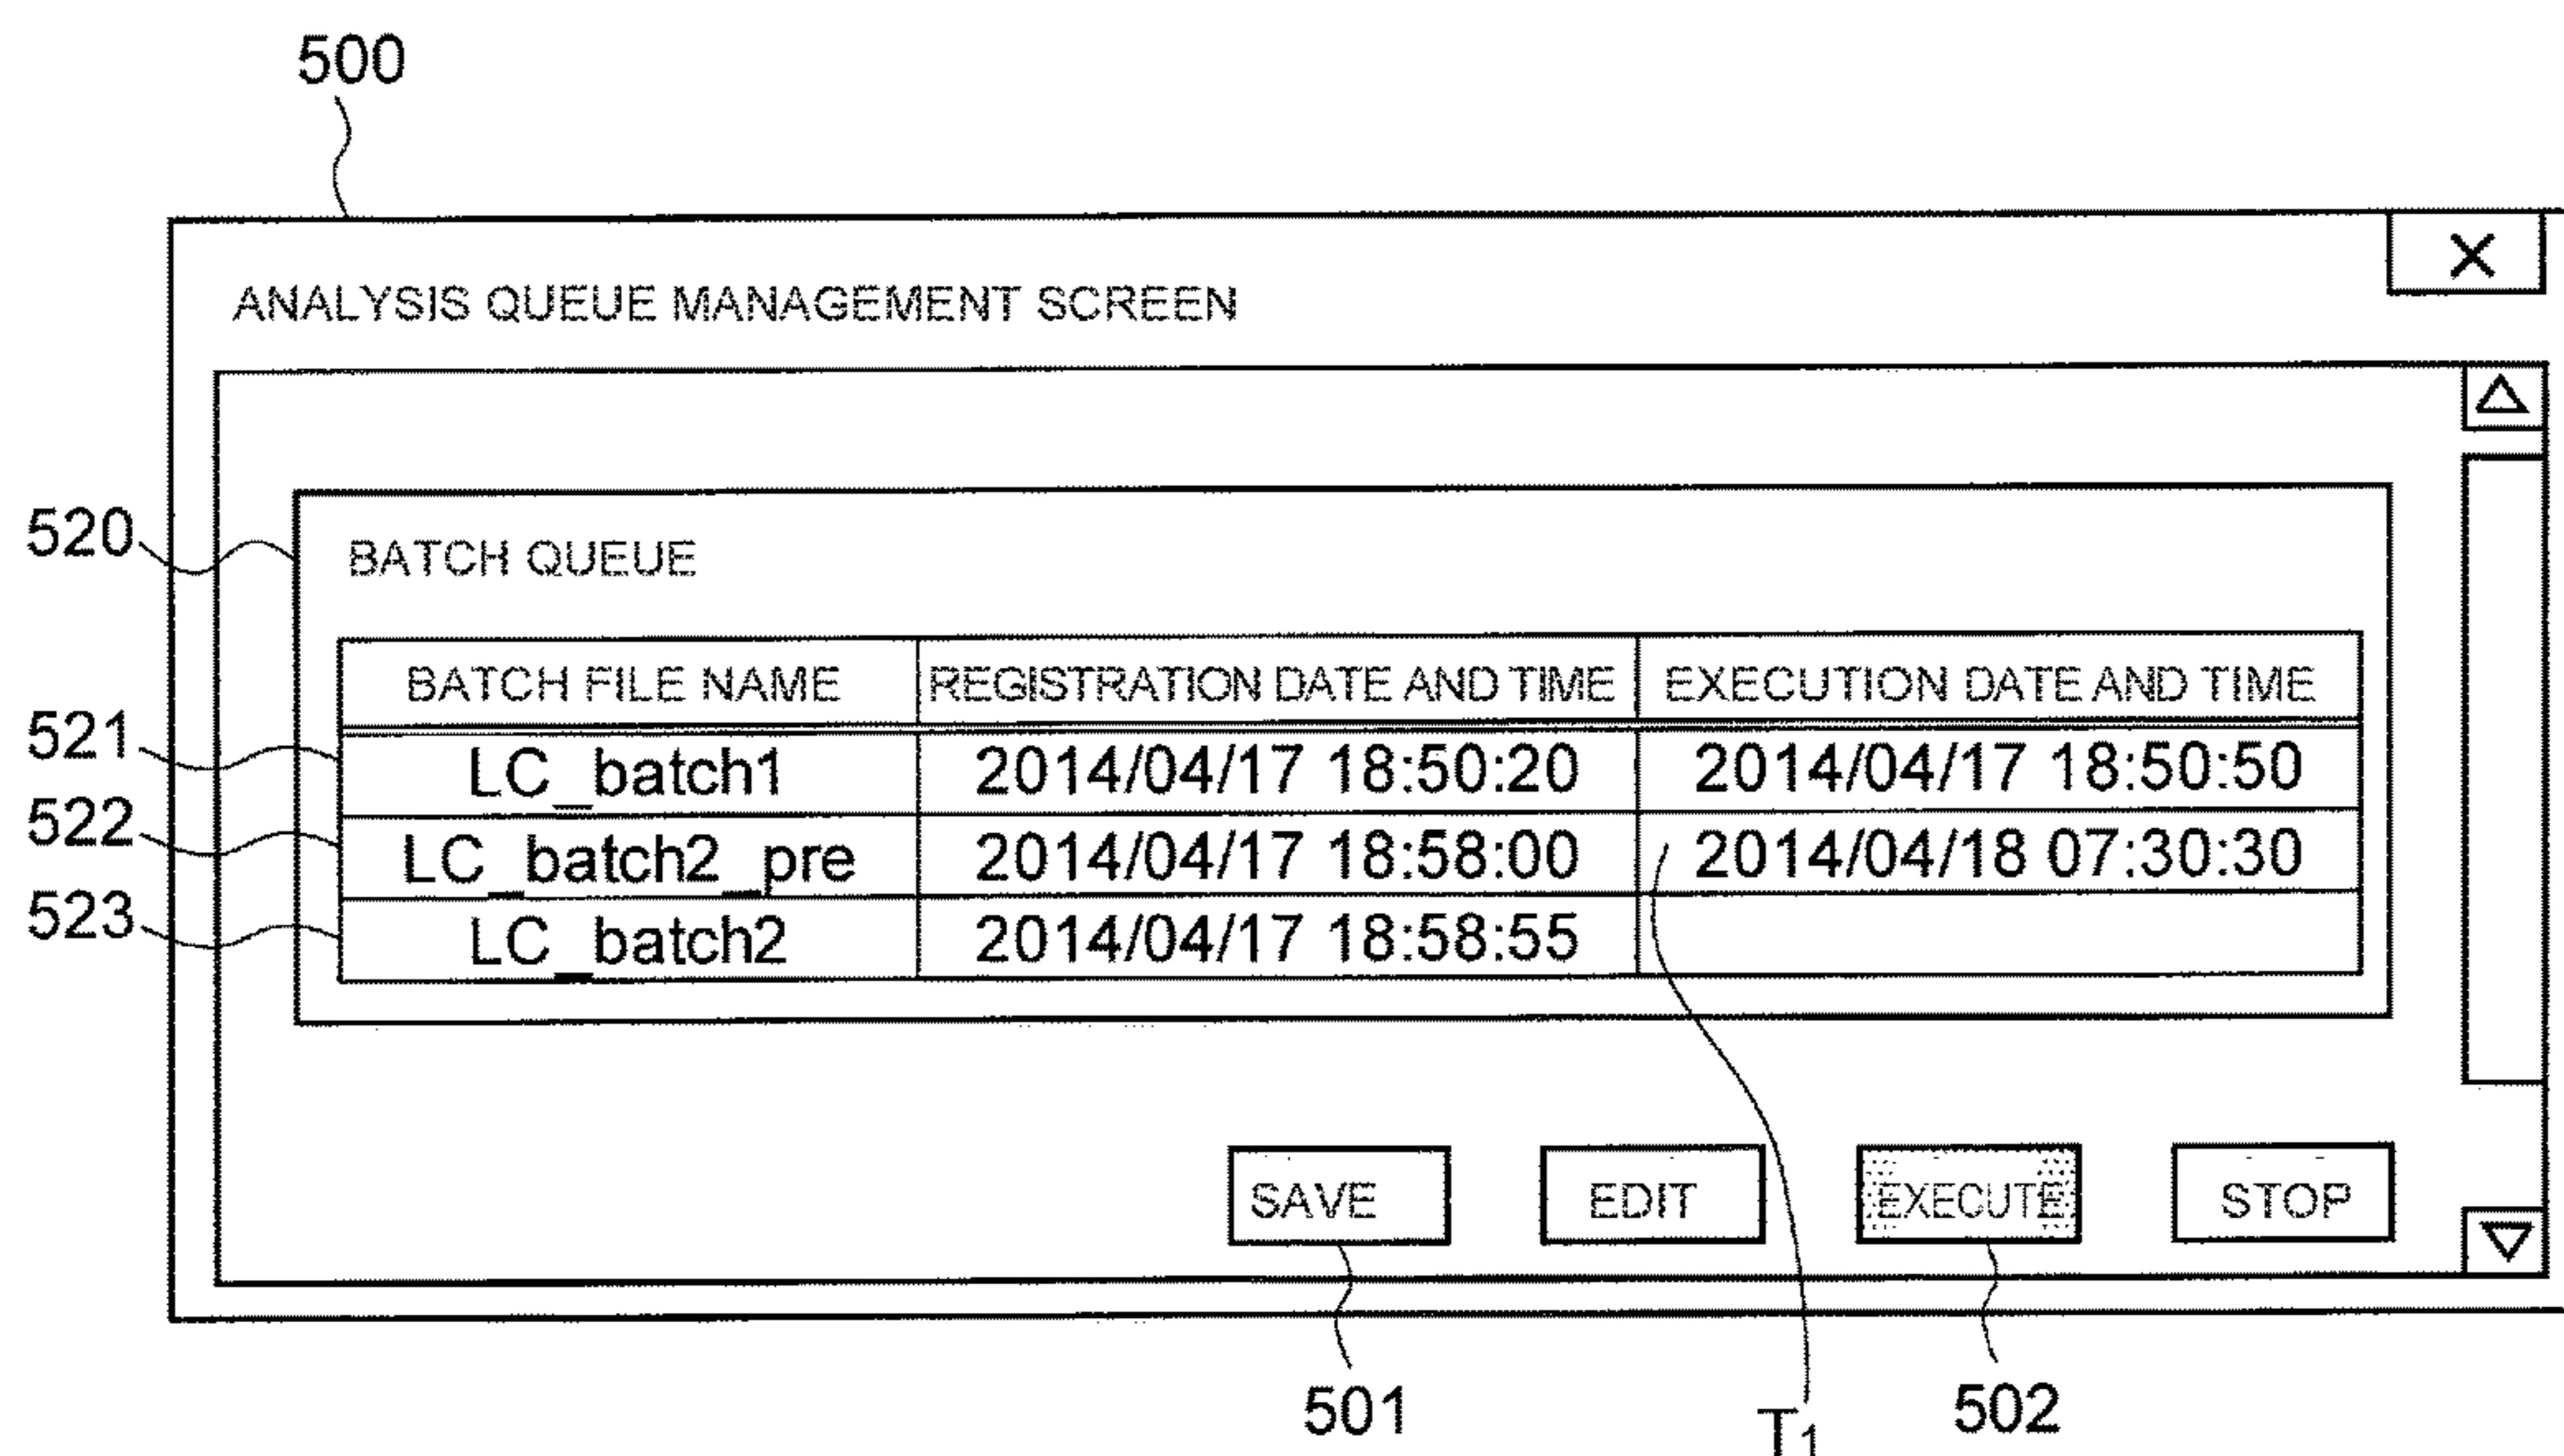 500
X
ANALYSIS QUEUE MANAGEMENT SCREEN
520
BATCH QUEUE
BATCH FILE NAME REGISTRATION DATE AND TIME EXECUTION DATE AND TIME
521 LC_batch1 2014/04/17 18:50:20 2014/04/17 18:50:50
522 LC_batch2_pre 2014/04/17 18:58:00 2014/04/18 07:30:30
523 LC_batch2 2014/04/17 18:58:55
SAVE EDIT EXECUTE STOP
501 T1 502